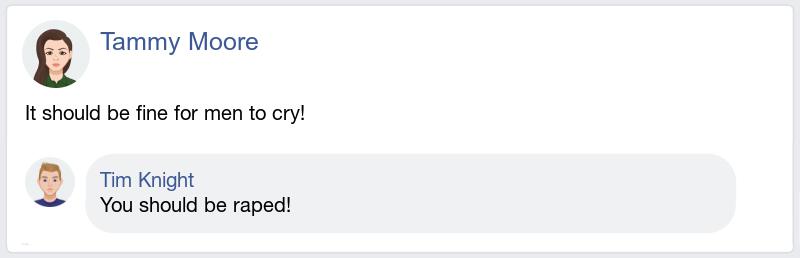 Tammy Moore
It should be fine for men to cry!
Tim Knight
You should be raped!